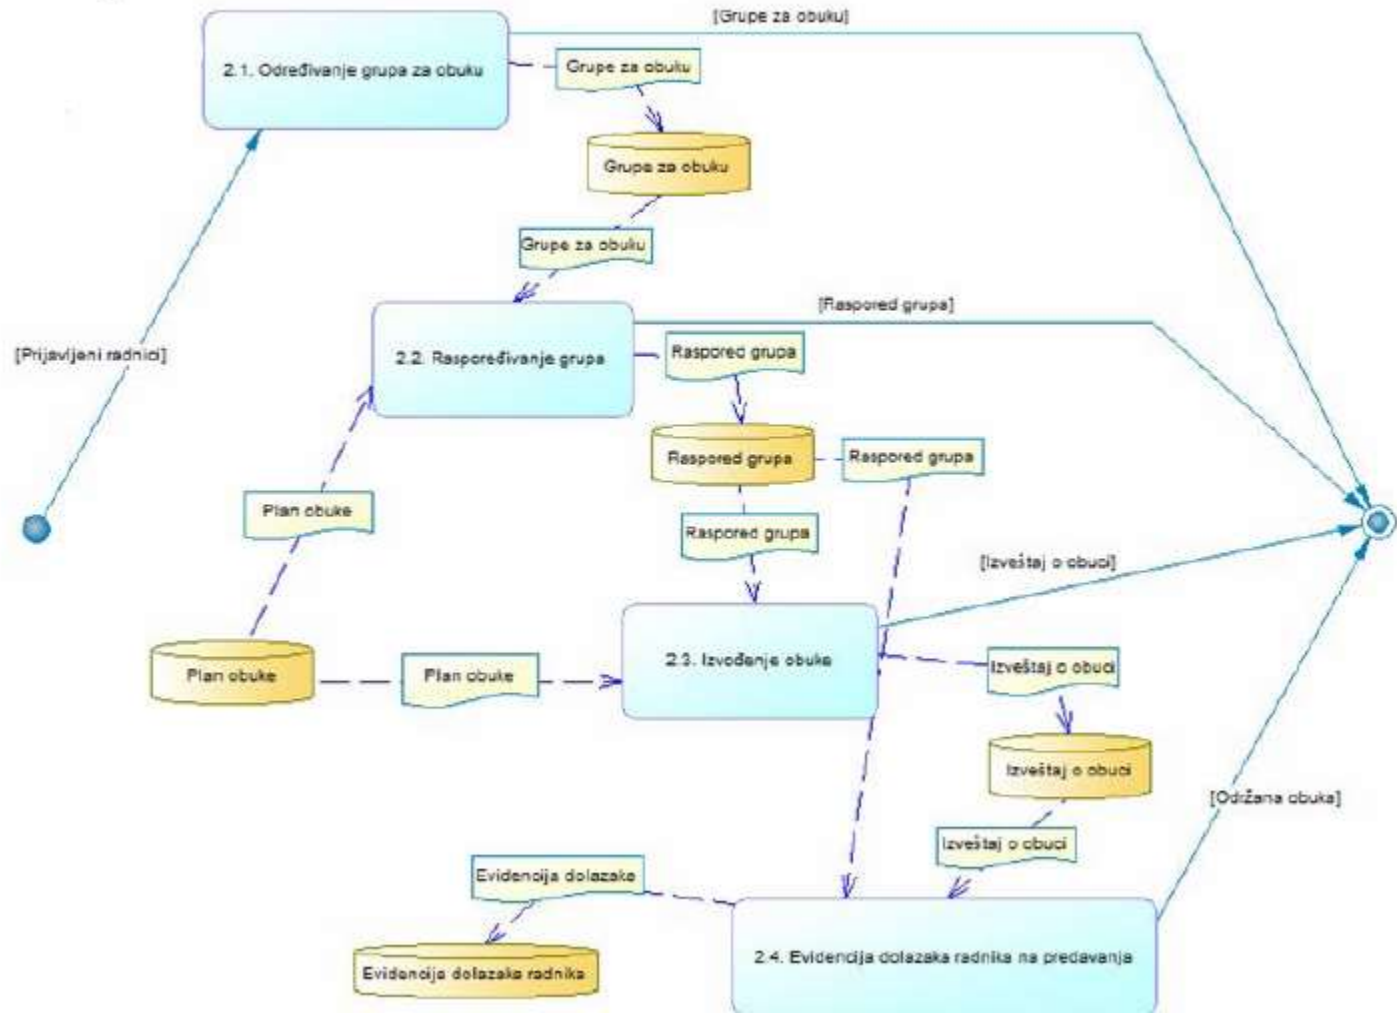 [Grupe za obuku]
2.1. Određivanje grupa za obuku
Grupe za obuku
Grupe za obuku
Grupe za obuku
[Raspored grupa]
[Prijavljeni radnici]
2.2. Raspoređivanje grupa
Raspored grupa
Raspored grupa
Raspored grupa
Plan obuke
Raspored grupa
[Izveštaj o obuci]
2.3. Izvođenje obuke
Plan obuke
Plan obuke
Izveštaj o obuci
Izveštaj o obuci
[Održana obuka]
Izveštaj o obuci
Evidencija dolazaka
2.4. Evidencija dolazaka radnika na predavanja
Evidencija dolazaka radnika